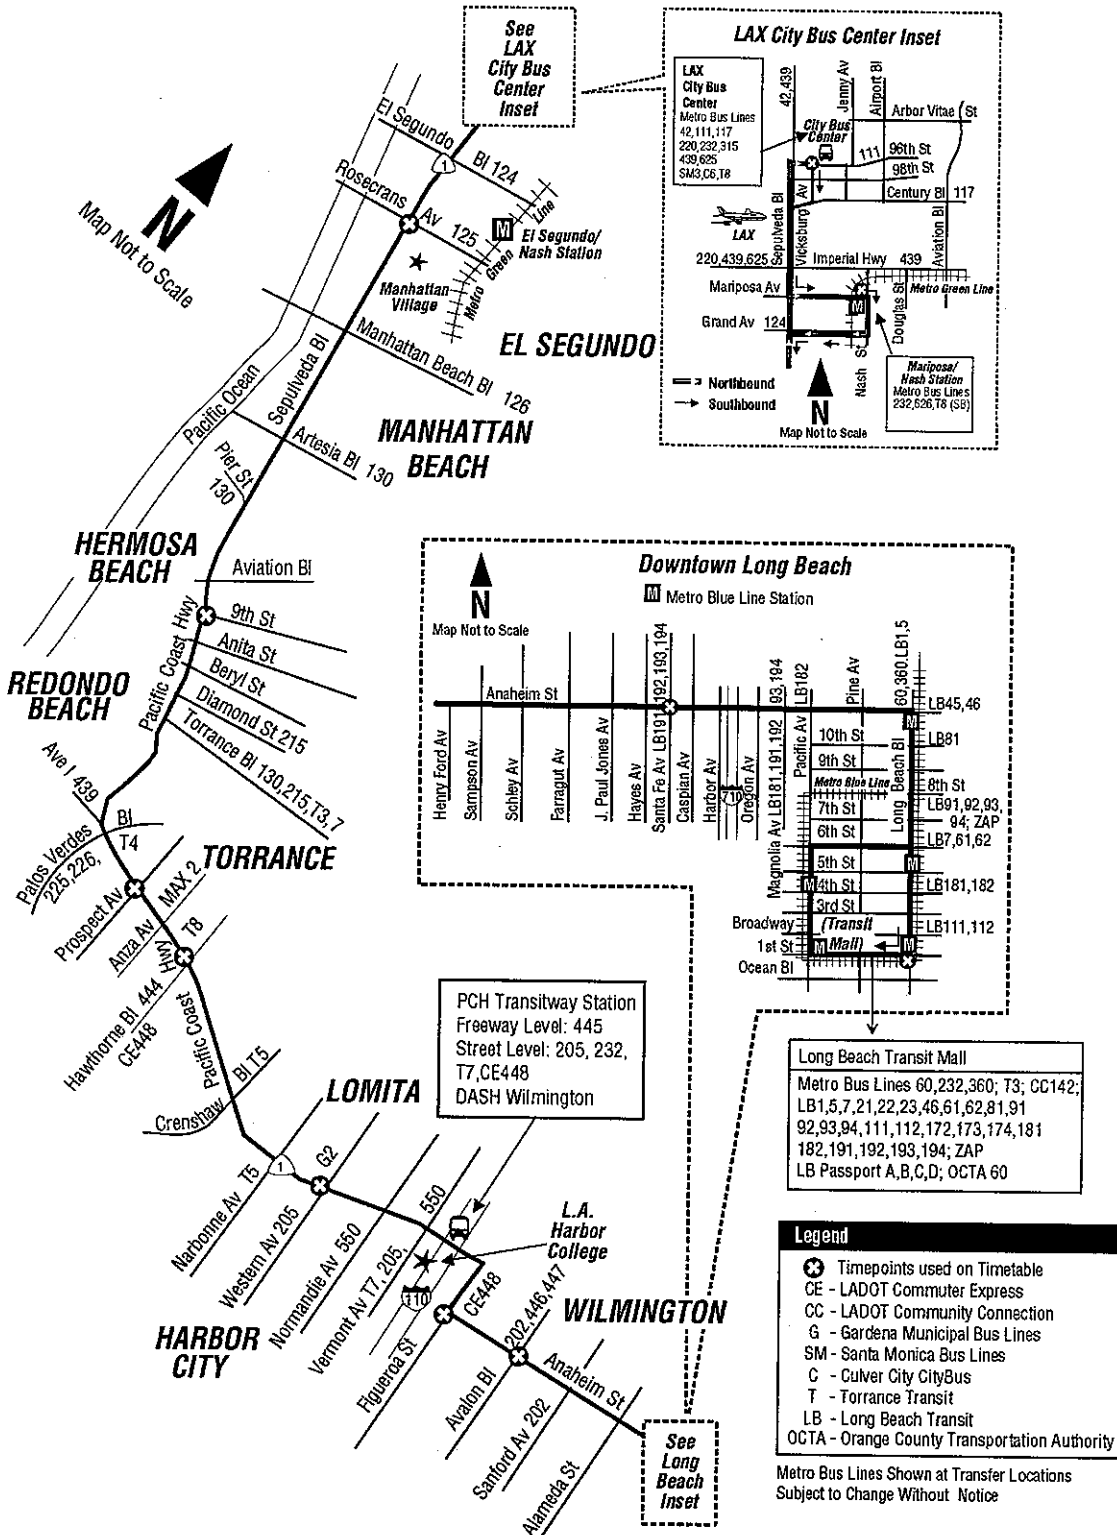 See
LAX
City Bus
Center
Inset
LAX City Bus Center Inset
LAX
City Bus
Center
Metro Bus Lines
42,111,117
220,232,315
439,625
SM3,C6,T8
42,439
Jenny Av
Airport Bl
Arbor Vitae St
City Bus
Center
111
96th St
98th St
Century Bl 117
Sepulveda Bl
Vicksburg Av
Aviation Bl
LAX
220,439,625
Imperial Hwy 439
Metro Green Line
Mariposa Av
Grand Av 124
Douglas St
Nash St
M
Mariposa/
Nash Station
Metro Bus Lines
232,626,T8 (SB)
Northbound
Southbound
N
Map Not to Scale
N
Map Not to Scale
El Segundo Bl 124
1
Rosecrans Av 125
M
El Segundo/
Nash Station
Metro Green Line
Manhattan
Village
EL SEGUNDO
Manhattan Beach Bl 126
Sepulveda Bl
Pacific Ocean
MANHATTAN
BEACH
Artesia Bl 130
Pier St
130
HERMOSA
BEACH
Aviation Bl
9th St
Anita St
Beryl St
Diamond St 215
Torrance Bl 130,215,T3,7
Pacific Coast Hwy
REDONDO
BEACH
Ave I 439
Palos Verdes Bl
225,226,
T4
TORRANCE
Prospect Av
Anza Av
MAX 2
T8
Hawthorne Bl 444
CE448
Pacific Coast Hwy
Crenshaw Bl T5
LOMITA
1
Narbonne Av T5
G2
Western Av 205
Normandie Av 550
Vermont Av T7, 205,
550
PCH Transitway Station
Freeway Level: 445
Street Level: 205, 232,
T7,CE448
DASH Wilmington
L.A.
Harbor
College
110
CE448
HARBOR
CITY
Figueroa St
WILMINGTON
202,446,447
Avalon Bl
Anaheim St
Sanford Av 202
Alameda St
See
Long
Beach
Inset
Downtown Long Beach
M Metro Blue Line Station
N
Map Not to Scale
Anaheim St
Henry Ford Av
Sampson Av
Schley Av
Farragut Av
J. Paul Jones Av
Hayes Av
Santa Fe Av LB191,192,193,194
Caspian Av
Harbor Av
710
Oregon Av
Magnolia Av LB181,191,192
93,194
Pacific Av
LB182
Pine Av
Long Beach Bl
60,360,LB1,5
LB45,46
M
10th St
LB81
9th St
Metro Blue Line
8th St
7th St
LB91,92,93,
94; ZAP
6th St
LB7,61,62
5th St
M
M
4th St
LB181,182
3rd St
Broadway
(Transit
Mall)
LB111,112
1st St
M
M
Ocean Bl
Long Beach Transit Mall
Metro Bus Lines 60,232,360; T3; CC142;
LB1,5,7,21,22,23,46,61,62,81,91
92,93,94,111,112,172,173,174,181
182,191,192,193,194; ZAP
LB Passport A,B,C,D; OCTA 60
Legend
Timepoints used on Timetable
CE - LADOT Commuter Express
CC - LADOT Community Connection
G - Gardena Municipal Bus Lines
SM - Santa Monica Bus Lines
C - Culver City CityBus
T - Torrance Transit
LB - Long Beach Transit
OCTA - Orange County Transportation Authority
Metro Bus Lines Shown at Transfer Locations
Subject to Change Without Notice